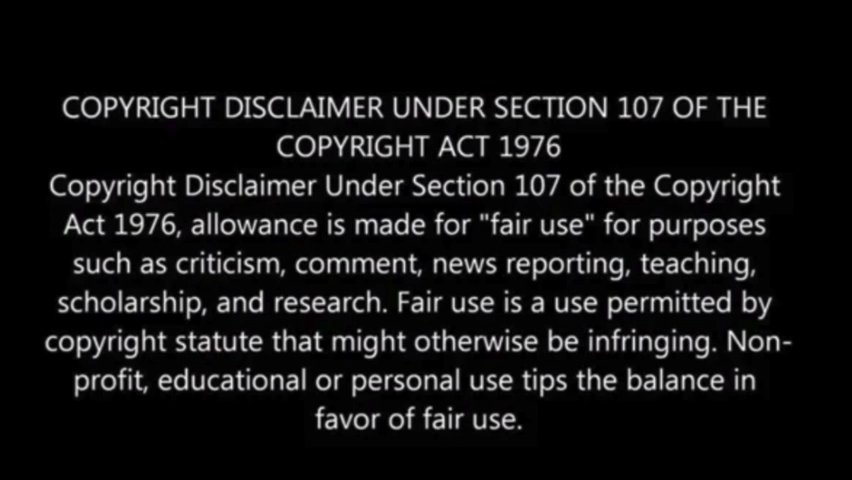 COPYRIGHT DISCLAIMER UNDER SECTION 107 OF THE
COPYRIGHT ACT 1976
Copyright Disclaimer Under Section 107 of the Copyright
Act 1976, allowance is made for "fair use" for purposes
such as criticism, comment, news reporting, teaching,
scholarship, and research. Fair use is a use permitted by
copyright statute that might otherwise be infringing. Non-
profit, educational or personal use tips the balance in
favor of fair use.